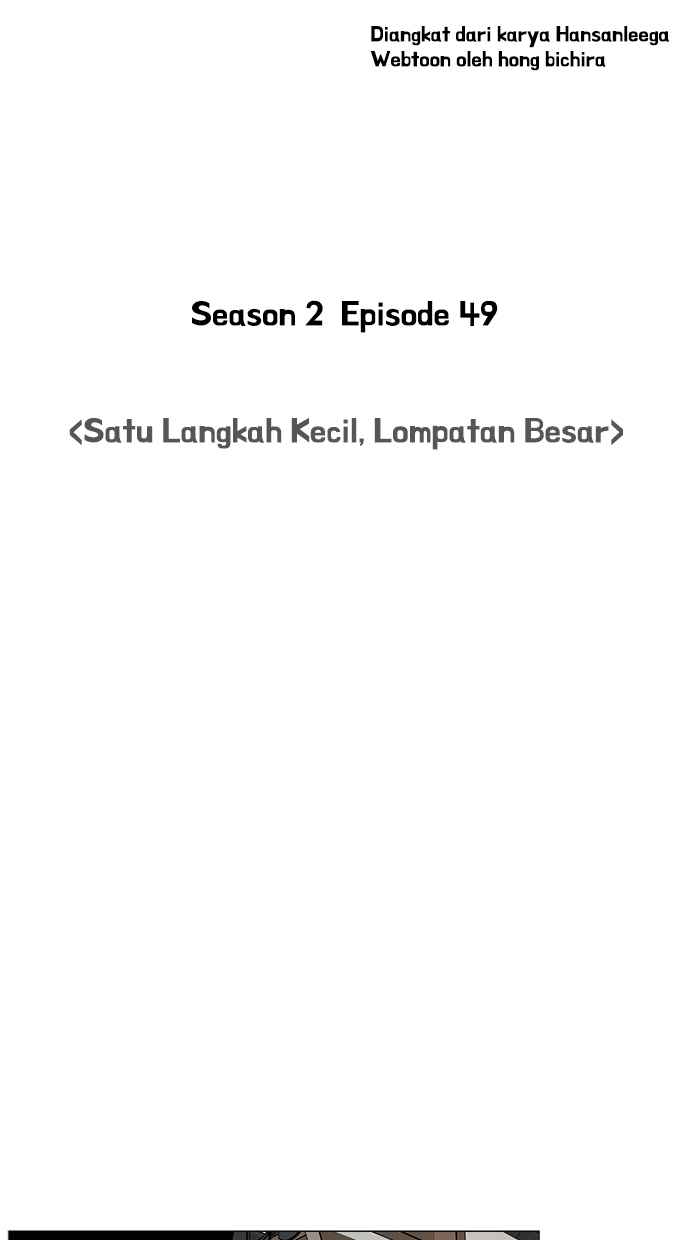 Diangkat dari karya Hansanleega
Webtoon oleh hong bichira
Season 2 Episode 49
<Satu Langkah Kecil, Lompatan Besar>